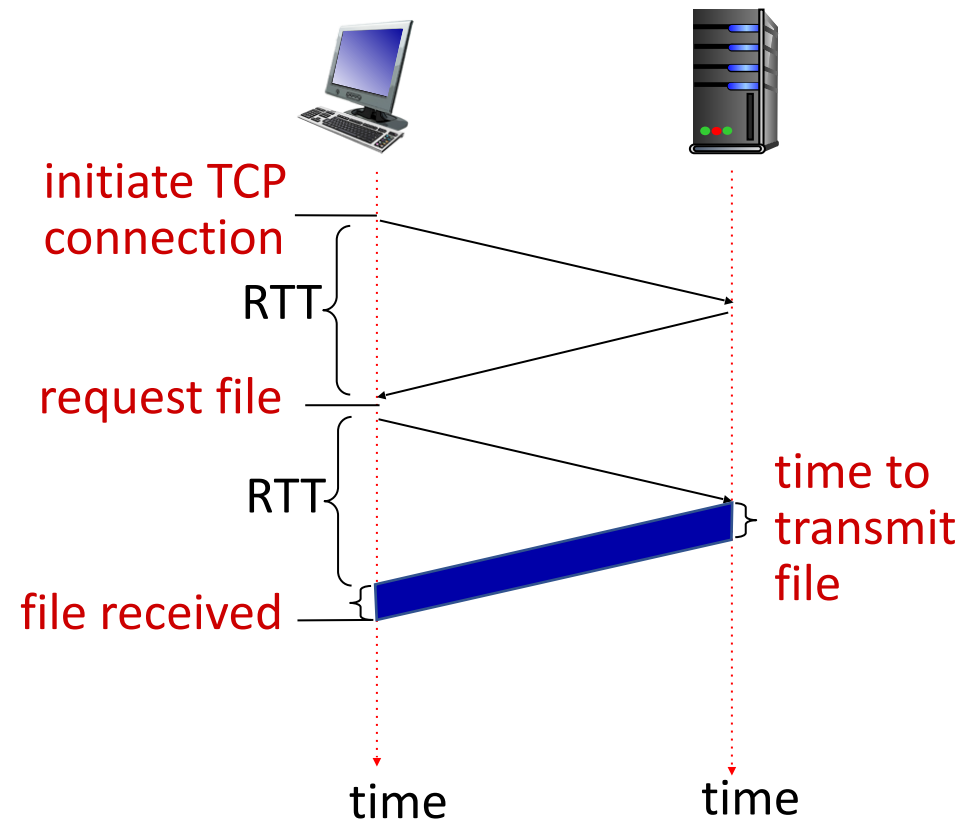 initiate TCP
connection
RTT
request file
RTT
time to
transmit
file
file received
time
time